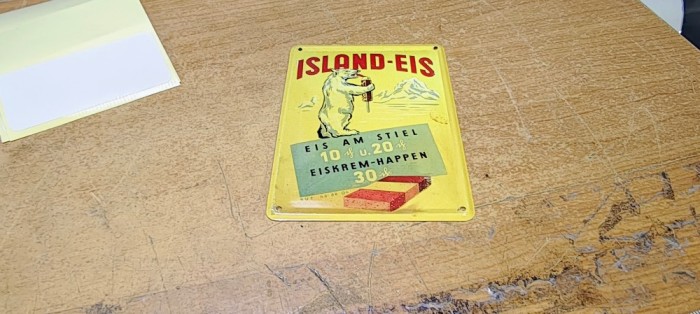 ISLAND-EIS
EIS AM STIEL
10 u. 20
EISKREM-HAPPEN
30